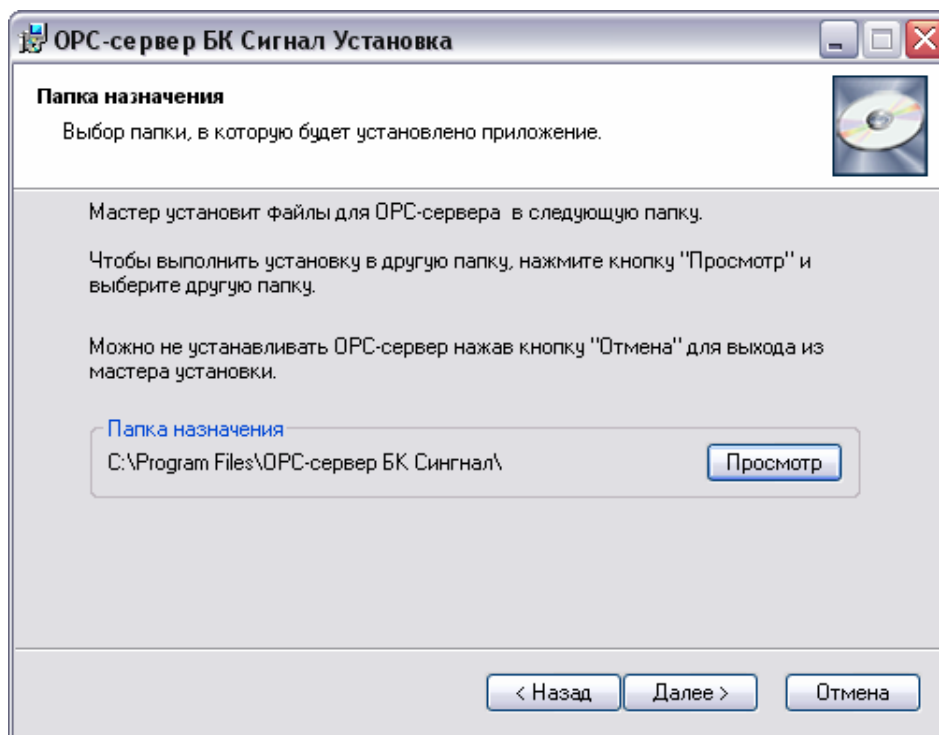 ОРС-сервер БК Сигнал Установка
Папка назначения
Выбор папки, в которую будет установлено приложение.
Мастер установит файлы для ОРС-сервера в следующую папку.
Чтобы выполнить установку в другую папку, нажмите кнопку "Просмотр" и
выберите другую папку.
Можно не устанавливать ОРС-сервер нажав кнопку "Отмена" для выхода из
мастера установки.
Папка назначения
C:\Program Files\ОРС-сервер БК Сингнал\
Просмотр
< Назад
Далее >
Отмена